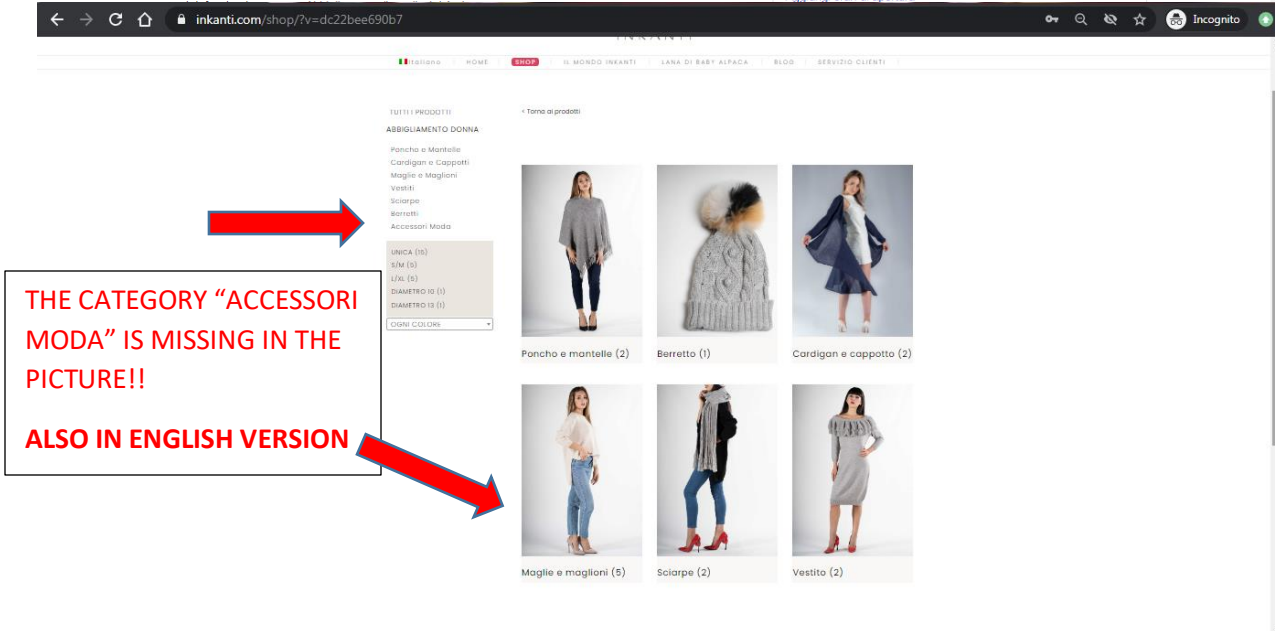 inkanti.com/shop/?v=dc22bee690b7
Incognito
INKANTI
Italiano HOME SHOP IL MONDO INKANTI LANA DI BABY ALPACA BLOG SERVIZIO CLIENTI
TUTTI I PRODOTTI
< Torna ai prodotti
ABBIGLIAMENTO DONNA
Poncho e Mantelle
Cardigan e Cappotti
Maglie e Maglioni
Vestiti
Sciarpe
Berretti
Accessori Moda
UNICA (15)
S/M (5)
L/XL (5)
DIAMETRO 10 (1)
DIAMETRO 13 (1)
OGNI COLORE
THE CATEGORY “ACCESSORI
MODA” IS MISSING IN THE
PICTURE!!
ALSO IN ENGLISH VERSION
Poncho e mantelle (2)
Berretto (1)
Cardigan e cappotto (2)
Maglie e maglioni (5)
Sciarpe (2)
Vestito (2)